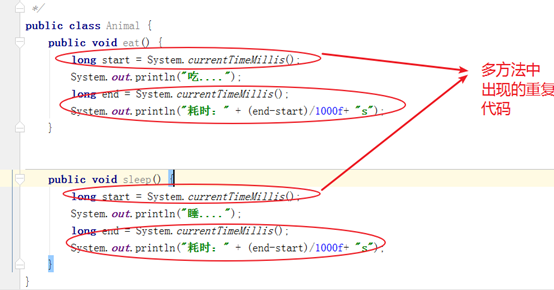 */
public class Animal {
public void eat() {
long start = System.currentTimeMillis();
System.out.println("吃....");
long end = System.currentTimeMillis();
System.out.println("耗时：" + (end-start)/1000f+ "s");
}
public void sleep() {
long start = System.currentTimeMillis();
System.out.println("睡....");
long end = System.currentTimeMillis();
System.out.println("耗时：" + (end-start)/1000f+ "s");
}
}
多方法中
出现的重复
代码